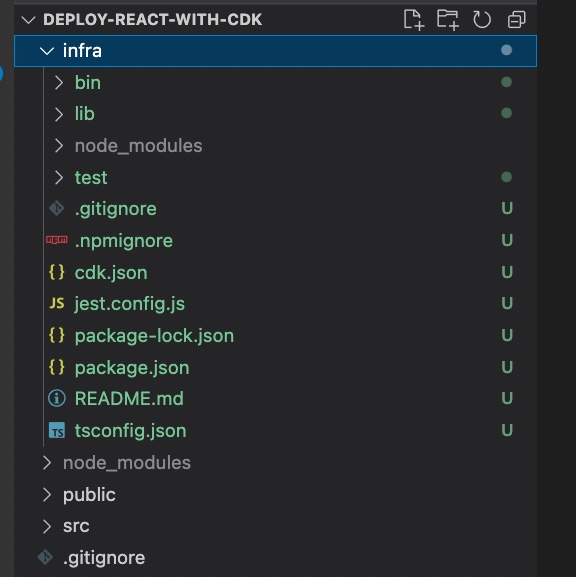 DEPLOY-REACT-WITH-CDK
infra
bin
lib
node_modules
test
.gitignore U
.npmignore U
{} cdk.json U
JS jest.config.js U
{} package-lock.json U
{} package.json U
README.md U
TS tsconfig.json U
node_modules
public
src
.gitignore